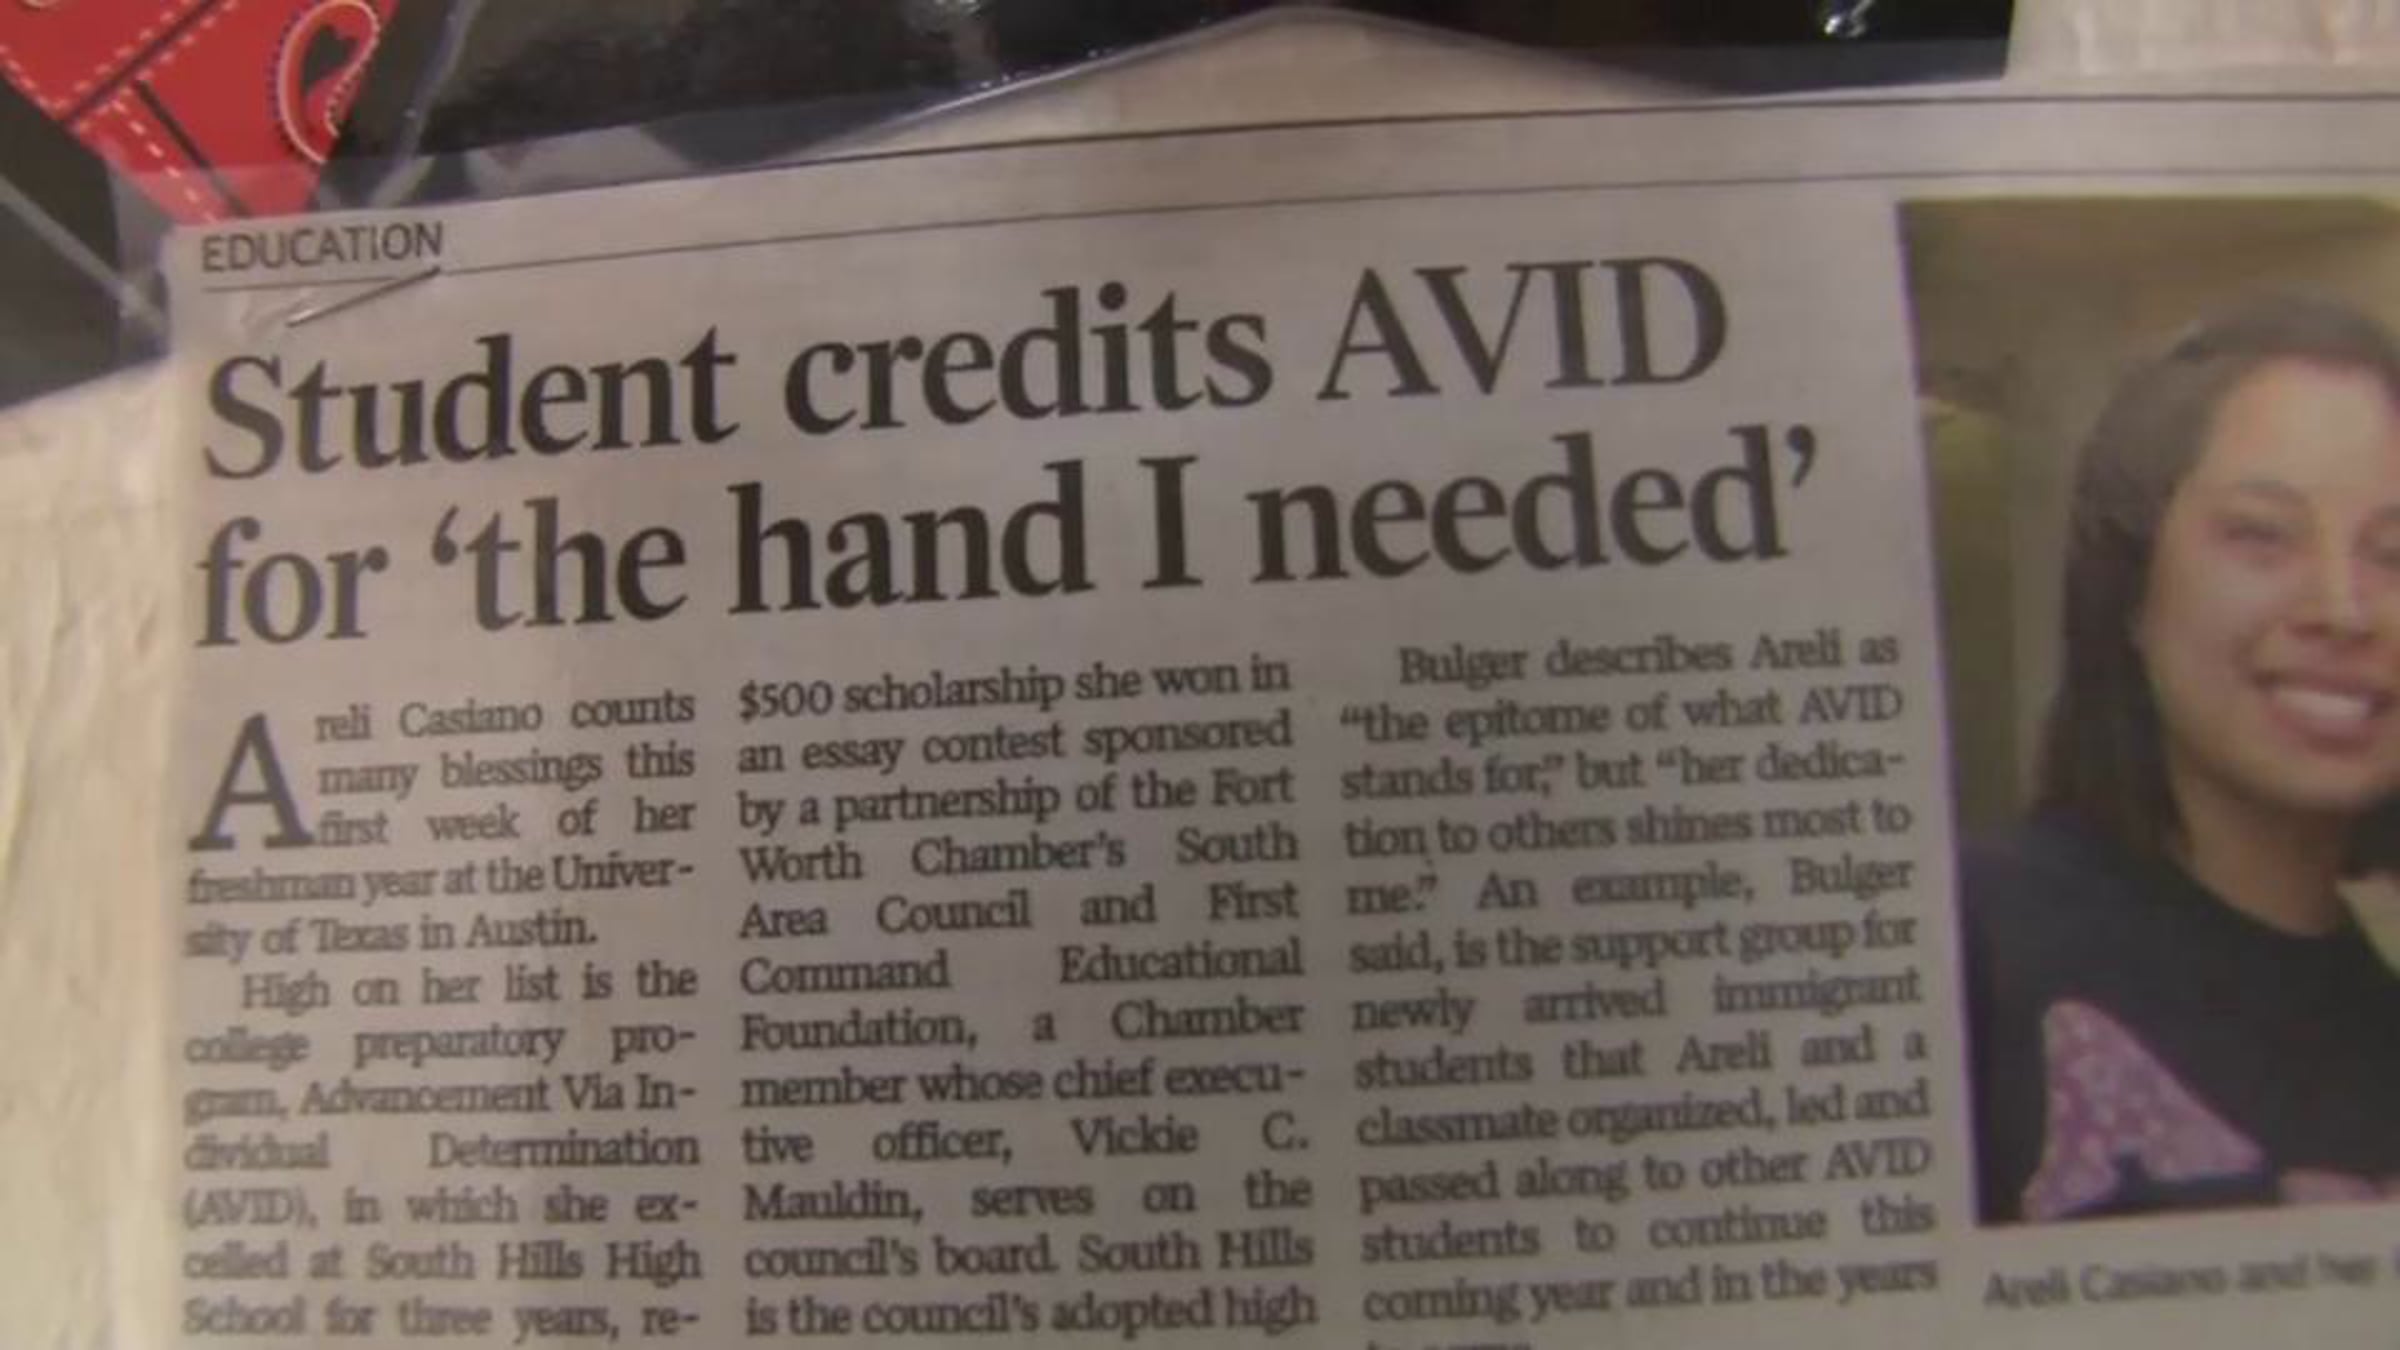 EDUCATION
Student credits AVID
for ‘the hand I needed’
Areli Casiano counts
many blessings this
first week of her
freshman year at the Univer-
sity of Texas in Austin.
High on her list is the
college preparatory pro-
gram, Advancement Via In-
dividual Determination
(AVID), in which she ex-
celled at South Hills High
School for three years, re-
$500 scholarship she won in
an essay contest sponsored
by a partnership of the Fort
Worth Chamber’s South
Area Council and First
Command Educational
Foundation, a Chamber
member whose chief execu-
tive officer, Vickie C.
Mauldin, serves on the
council’s board. South Hills
is the council’s adopted high
Bulger describes Areli as
“the epitome of what AVID
stands for,” but “her dedica-
tion to others shines most to
me.” An example, Bulger
said, is the support group for
newly arrived immigrant
students that Areli and a
classmate organized, led and
passed along to other AVID
students to continue this
coming year and in the years
Areli Casiano and her